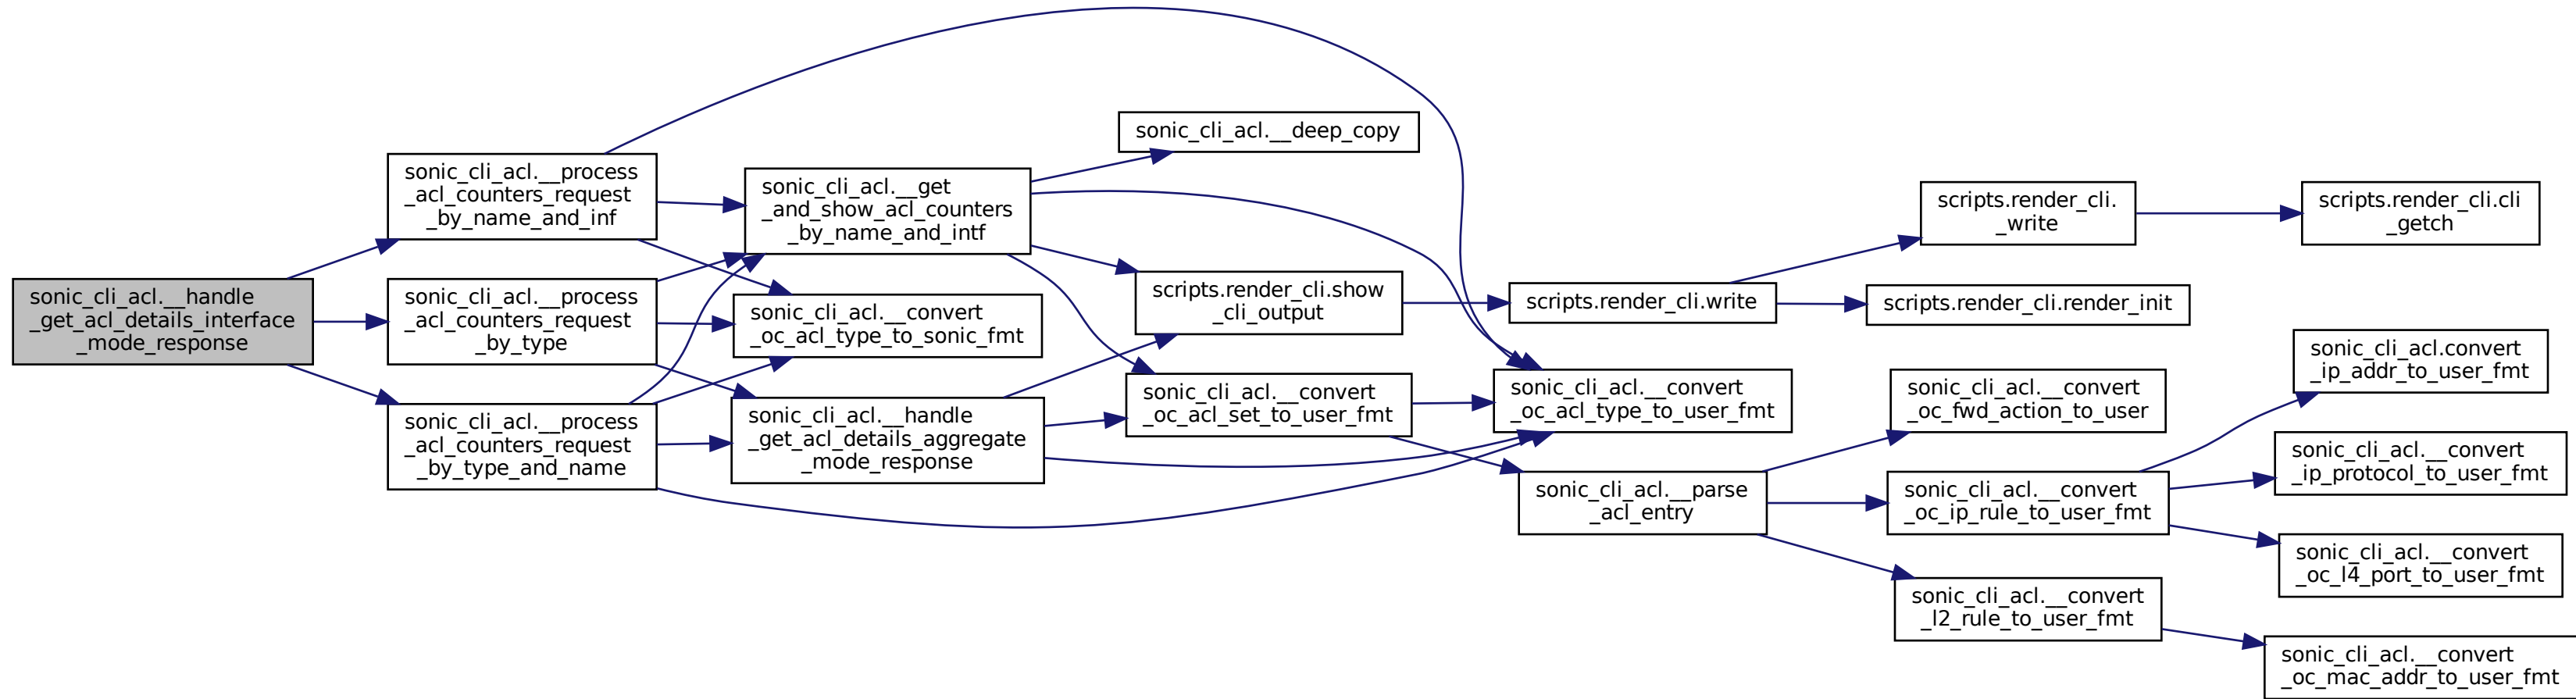 sonic_cli_acl.__handle
_get_acl_details_interface
_mode_response
sonic_cli_acl.__process
_acl_counters_request
_by_name_and_inf
sonic_cli_acl.__process
_acl_counters_request
_by_type
sonic_cli_acl.__process
_acl_counters_request
_by_type_and_name
sonic_cli_acl.__get
_and_show_acl_counters
_by_name_and_intf
sonic_cli_acl.__convert
_oc_acl_type_to_sonic_fmt
sonic_cli_acl.__handle
_get_acl_details_aggregate
_mode_response
sonic_cli_acl.__deep_copy
scripts.render_cli.show
_cli_output
sonic_cli_acl.__convert
_oc_acl_set_to_user_fmt
scripts.render_cli.write
sonic_cli_acl.__convert
_oc_acl_type_to_user_fmt
sonic_cli_acl.__parse
_acl_entry
scripts.render_cli.
_write
scripts.render_cli.render_init
sonic_cli_acl.__convert
_oc_fwd_action_to_user
sonic_cli_acl.__convert
_oc_ip_rule_to_user_fmt
sonic_cli_acl.__convert
_l2_rule_to_user_fmt
scripts.render_cli.cli
_getch
sonic_cli_acl.convert
_ip_addr_to_user_fmt
sonic_cli_acl.__convert
_ip_protocol_to_user_fmt
sonic_cli_acl.__convert
_oc_l4_port_to_user_fmt
sonic_cli_acl.__convert
_oc_mac_addr_to_user_fmt